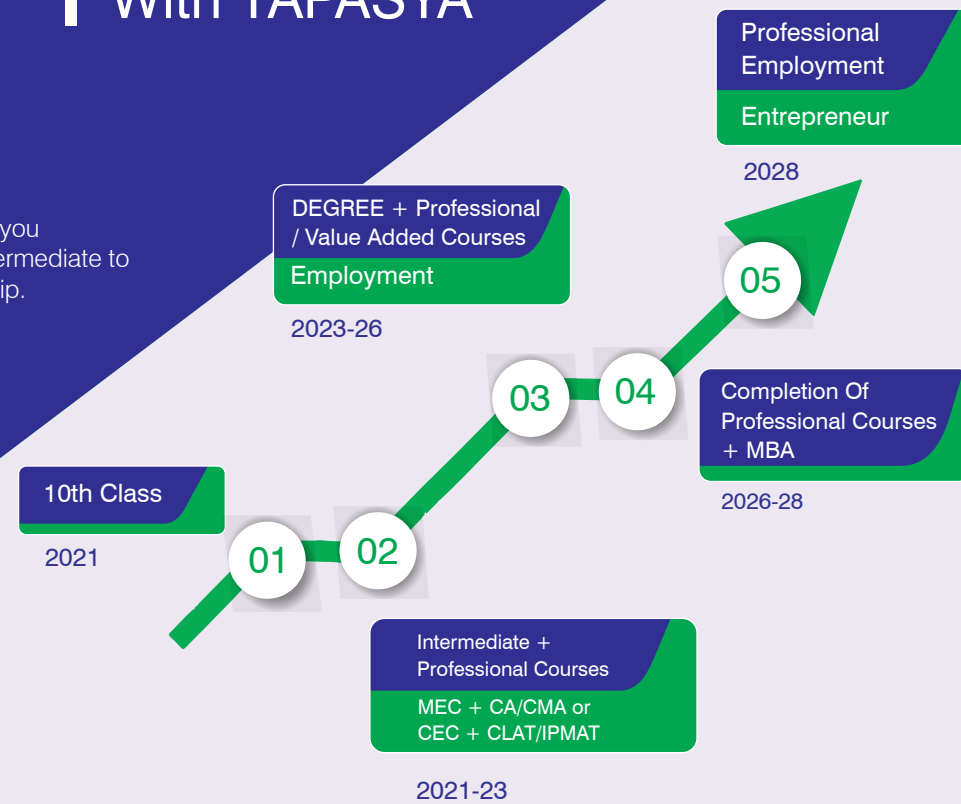 With TAPASYA
you
ermediate to
ip.
10th Class
2021
01
02
Intermediate +
Professional Courses
MEC + CA/CMA or
CEC + CLAT/IPMAT
2021-23
DEGREE + Professional
/ Value Added Courses
Employment
2023-26
03
04
Completion Of
Professional Courses
+ MBA
2026-28
05
Professional
Employment
Entrepreneur
2028